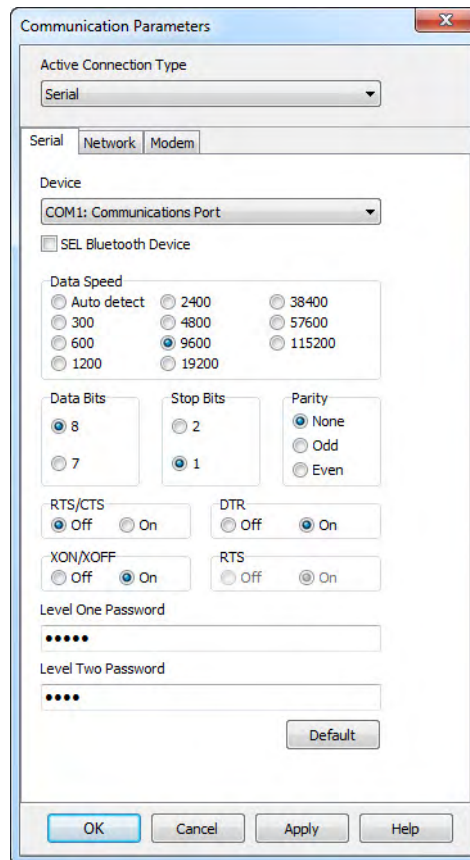 Communication Parameters
Active Connection Type
Serial
Serial Network Modem
Device
COM1: Communications Port
SEL Bluetooth Device
Data Speed
Auto detect 2400 38400
300 4800 57600
600 9600 115200
1200 19200
Data Bits Stop Bits Parity
8 2 None
Odd
7 1 Even
RTS/CTS DTR
Off On Off On
XON/XOFF RTS
Off On Off On
Level One Password
•••••
Level Two Password
••••
Default
OK Cancel Apply Help